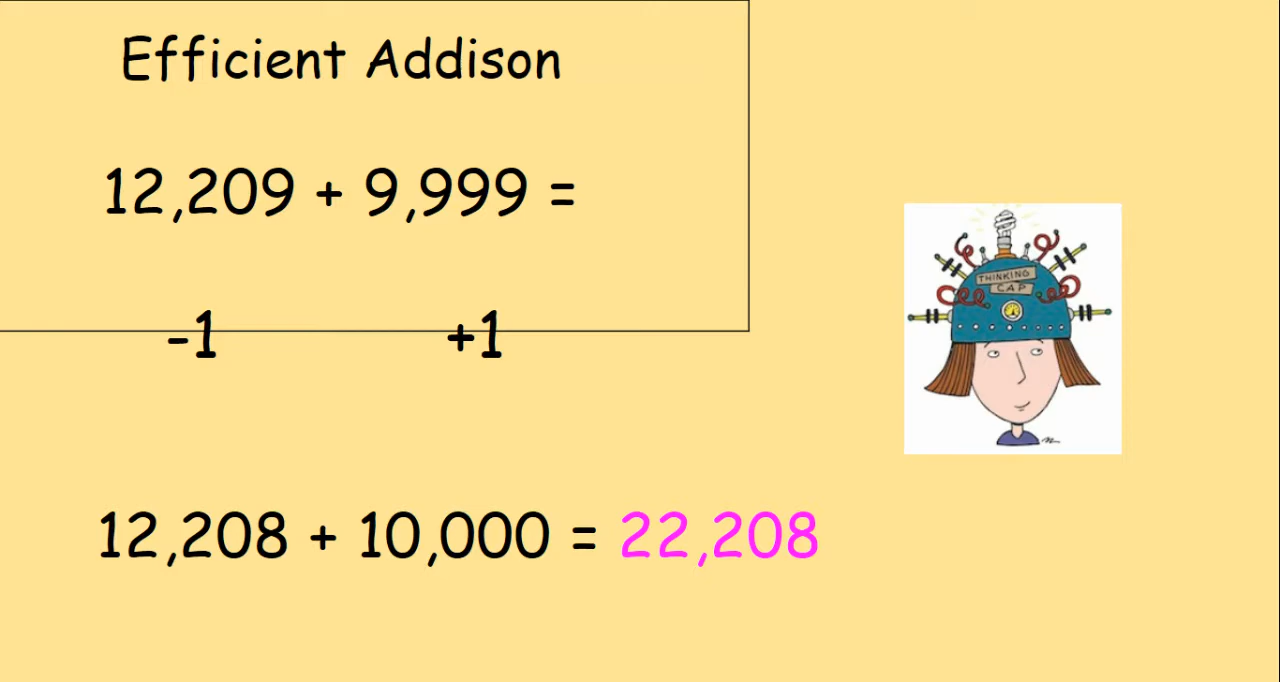 Efficient Addison
12,209 + 9,999 =
-1 +1
THINKING
CAP
12,208 + 10,000 = 22,208